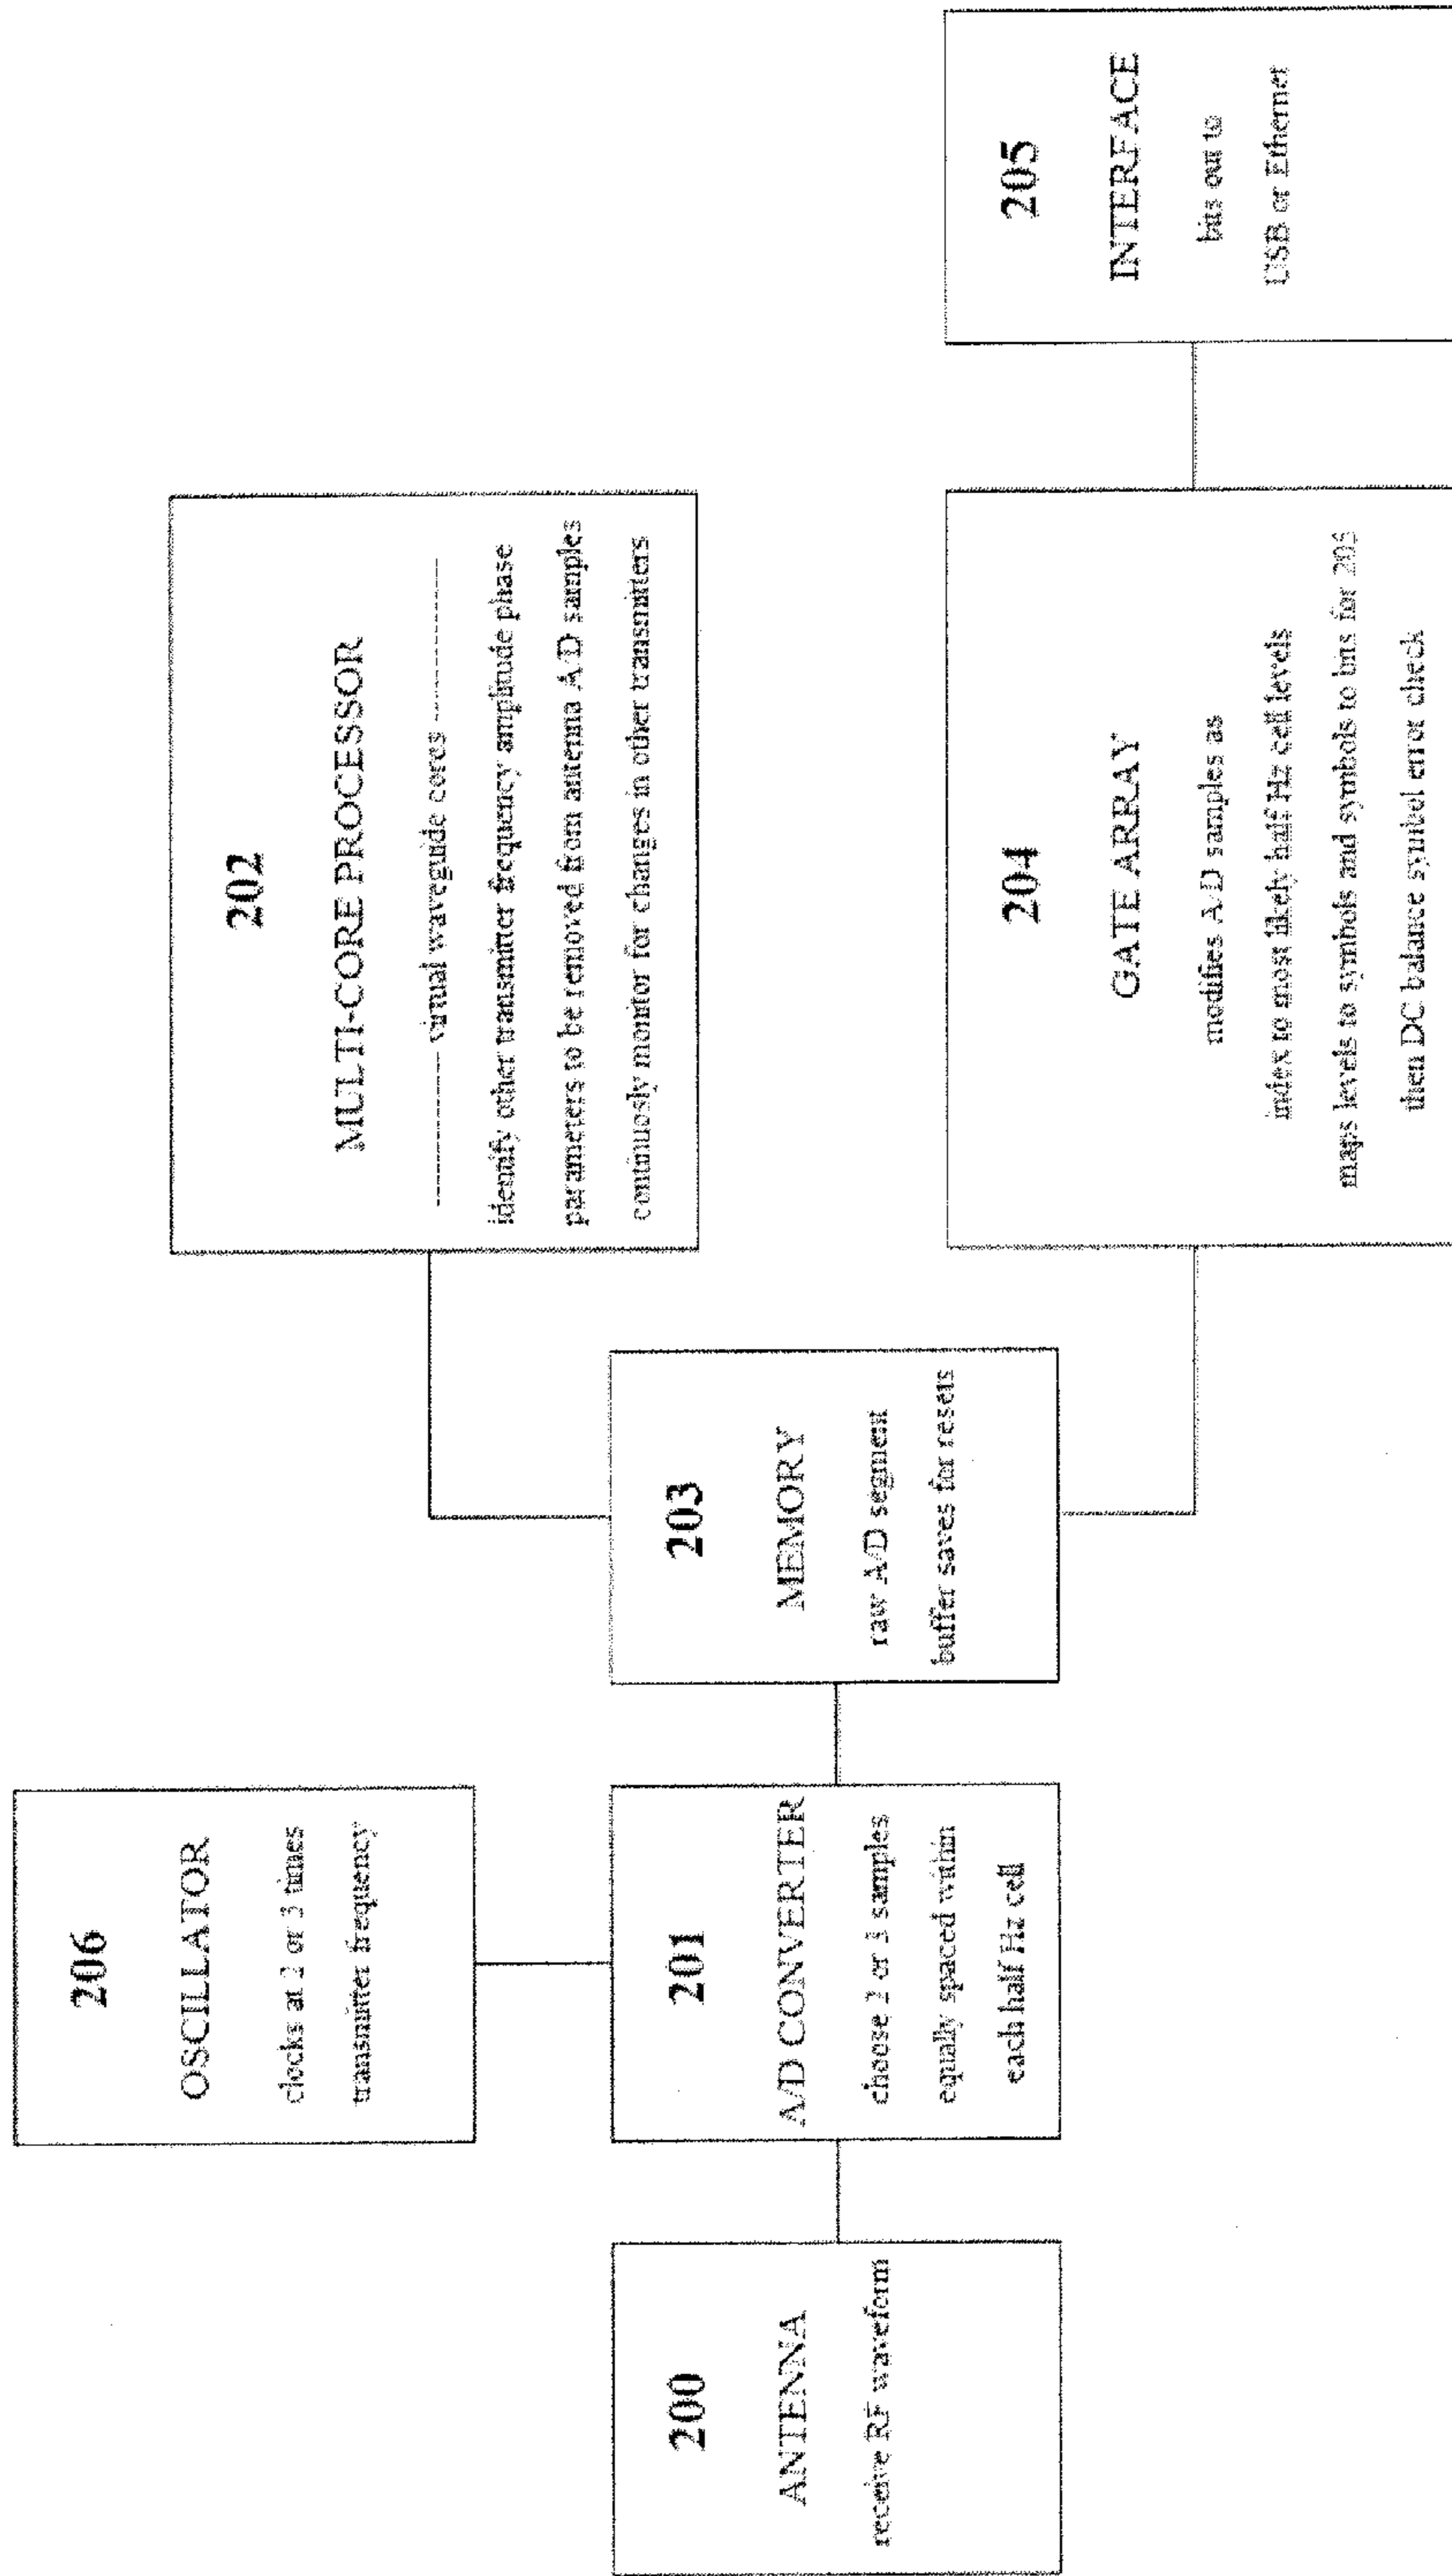 206
OSCILLATOR
clocks at 2 or 3 times
transmitter frequency
200
ANTENNA
receive RF waveform
201
A/D CONVERTER
choose 2 or 3 samples
equally spaced within
each half Hz cell
203
MEMORY
raw A/D segment
buffer saves for resets
202
MULTI-CORE PROCESSOR
---------- virtual waveguide cores ----------
identify other transmitter frequency amplitude phase
parameters to be removed from antenna A/D samples
continuosly monitor for changes in other transmitters
204
GATE ARRAY
modifies A/D samples as
index to most likely half Hz cell levels
maps levels to symbols and symbols to bits for 205
then DC balance symbol error check
205
INTERFACE
bits out to
USB or Ethernet